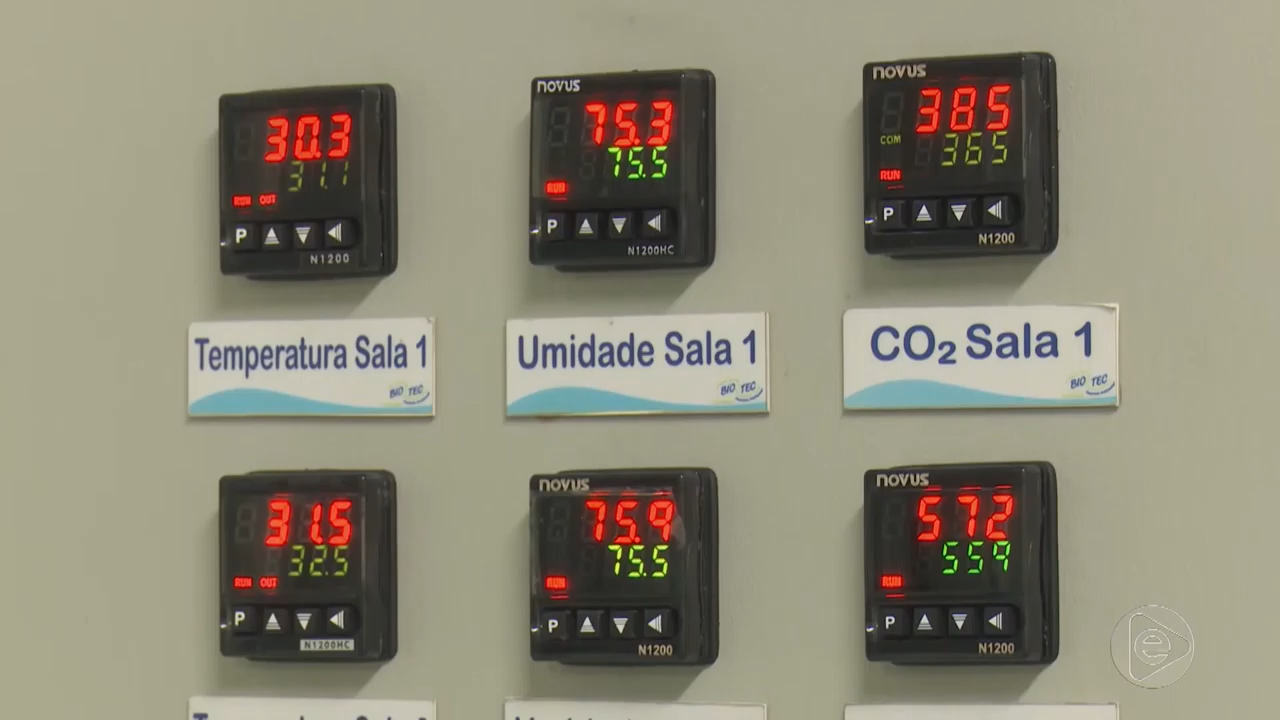 30.3
31.1
RUN OUT
P
N1200
novus
75.3
75.5
RUN
P
N1200HC
novus
385
COM
365
RUN
P
N1200
Temperatura Sala 1
BIO TEC
Umidade Sala 1
BIO TEC
CO₂ Sala 1
BIO TEC
31.5
32.5
RUN OUT
P
N1200HC
novus
75.9
75.5
RUN
P
N1200
novus
572
559
RUN
P
N1200
e
Temperatura Sala